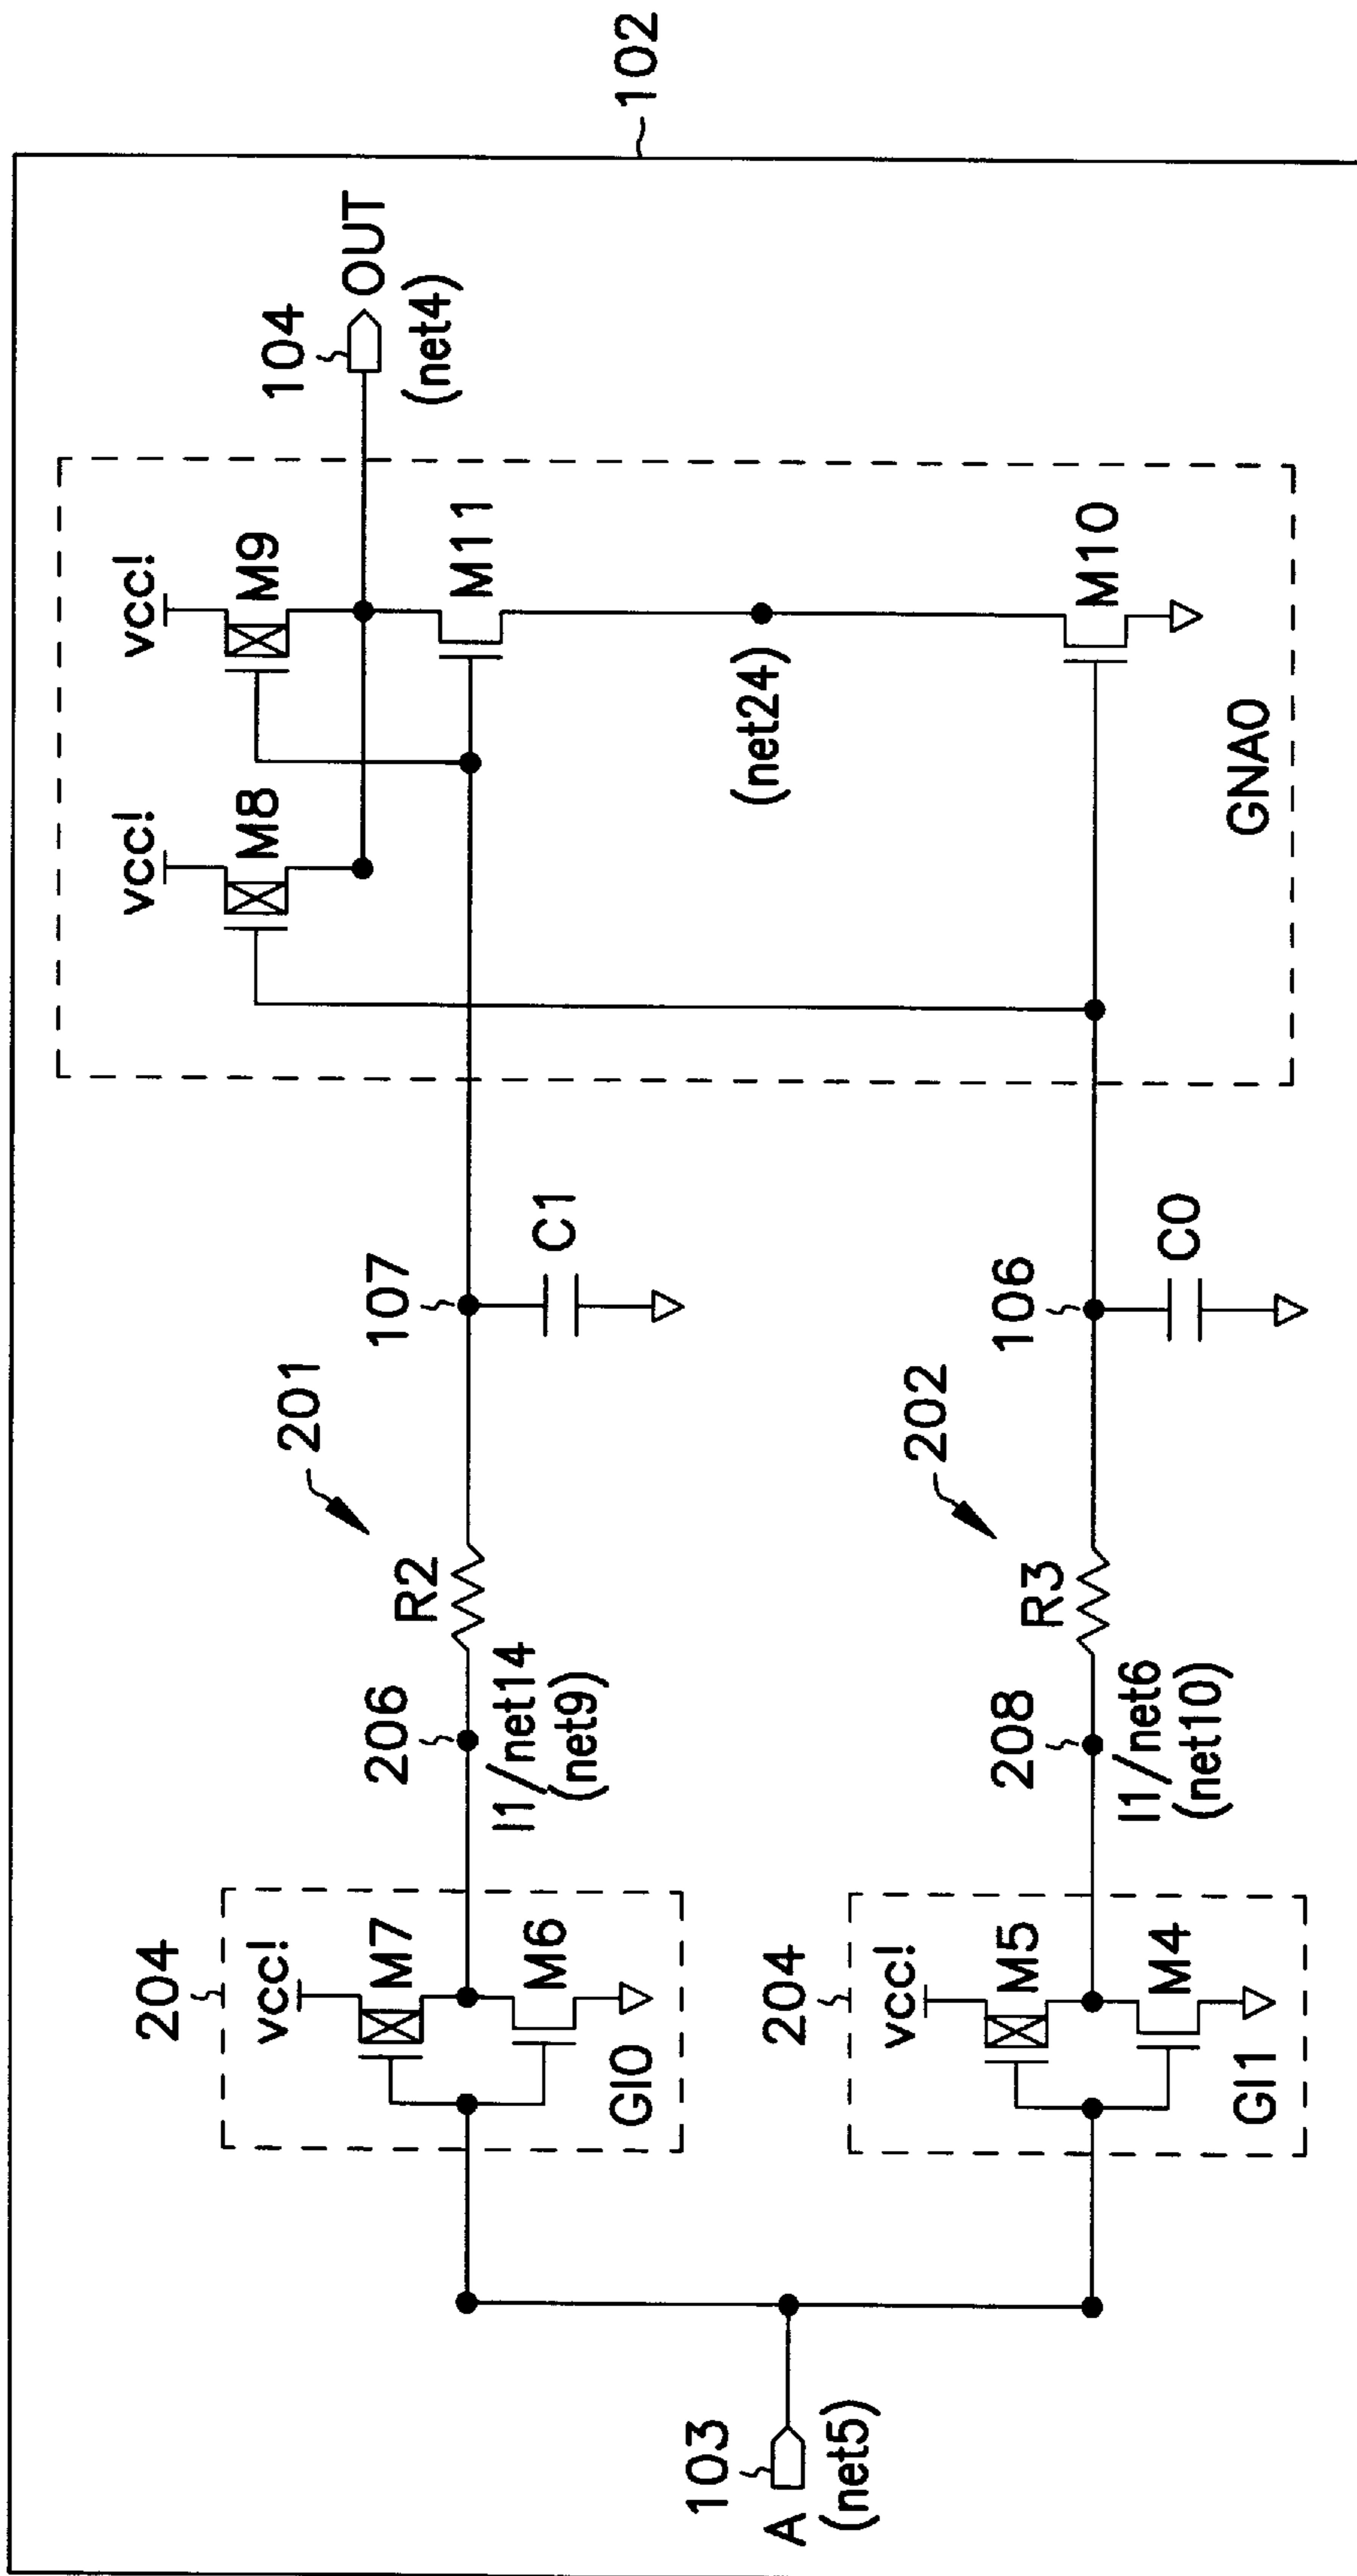 102
104
OUT
(net4)
vcc!
M9
vcc!
M8
M11
(net24)
M10
GNA0
107
C1
106
C0
201
R2
202
R3
206
I1/net14
(net9)
208
I1/net6
(net10)
204
vcc!
M7
M6
GI0
204
vcc!
M5
M4
GI1
103
A
(net5)